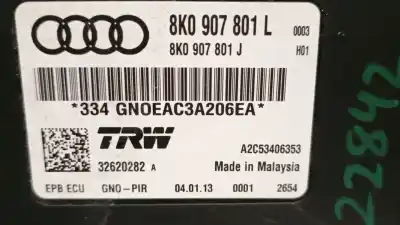 8K0 907 801 L 0003
8K0 907 801 J H01
*334 GNOEAC3A206EA*
TRW A2C53406353
32620282 A Made in Malaysia
EPB ECU GNO-PIR 04.01.13 0001 2654
22842